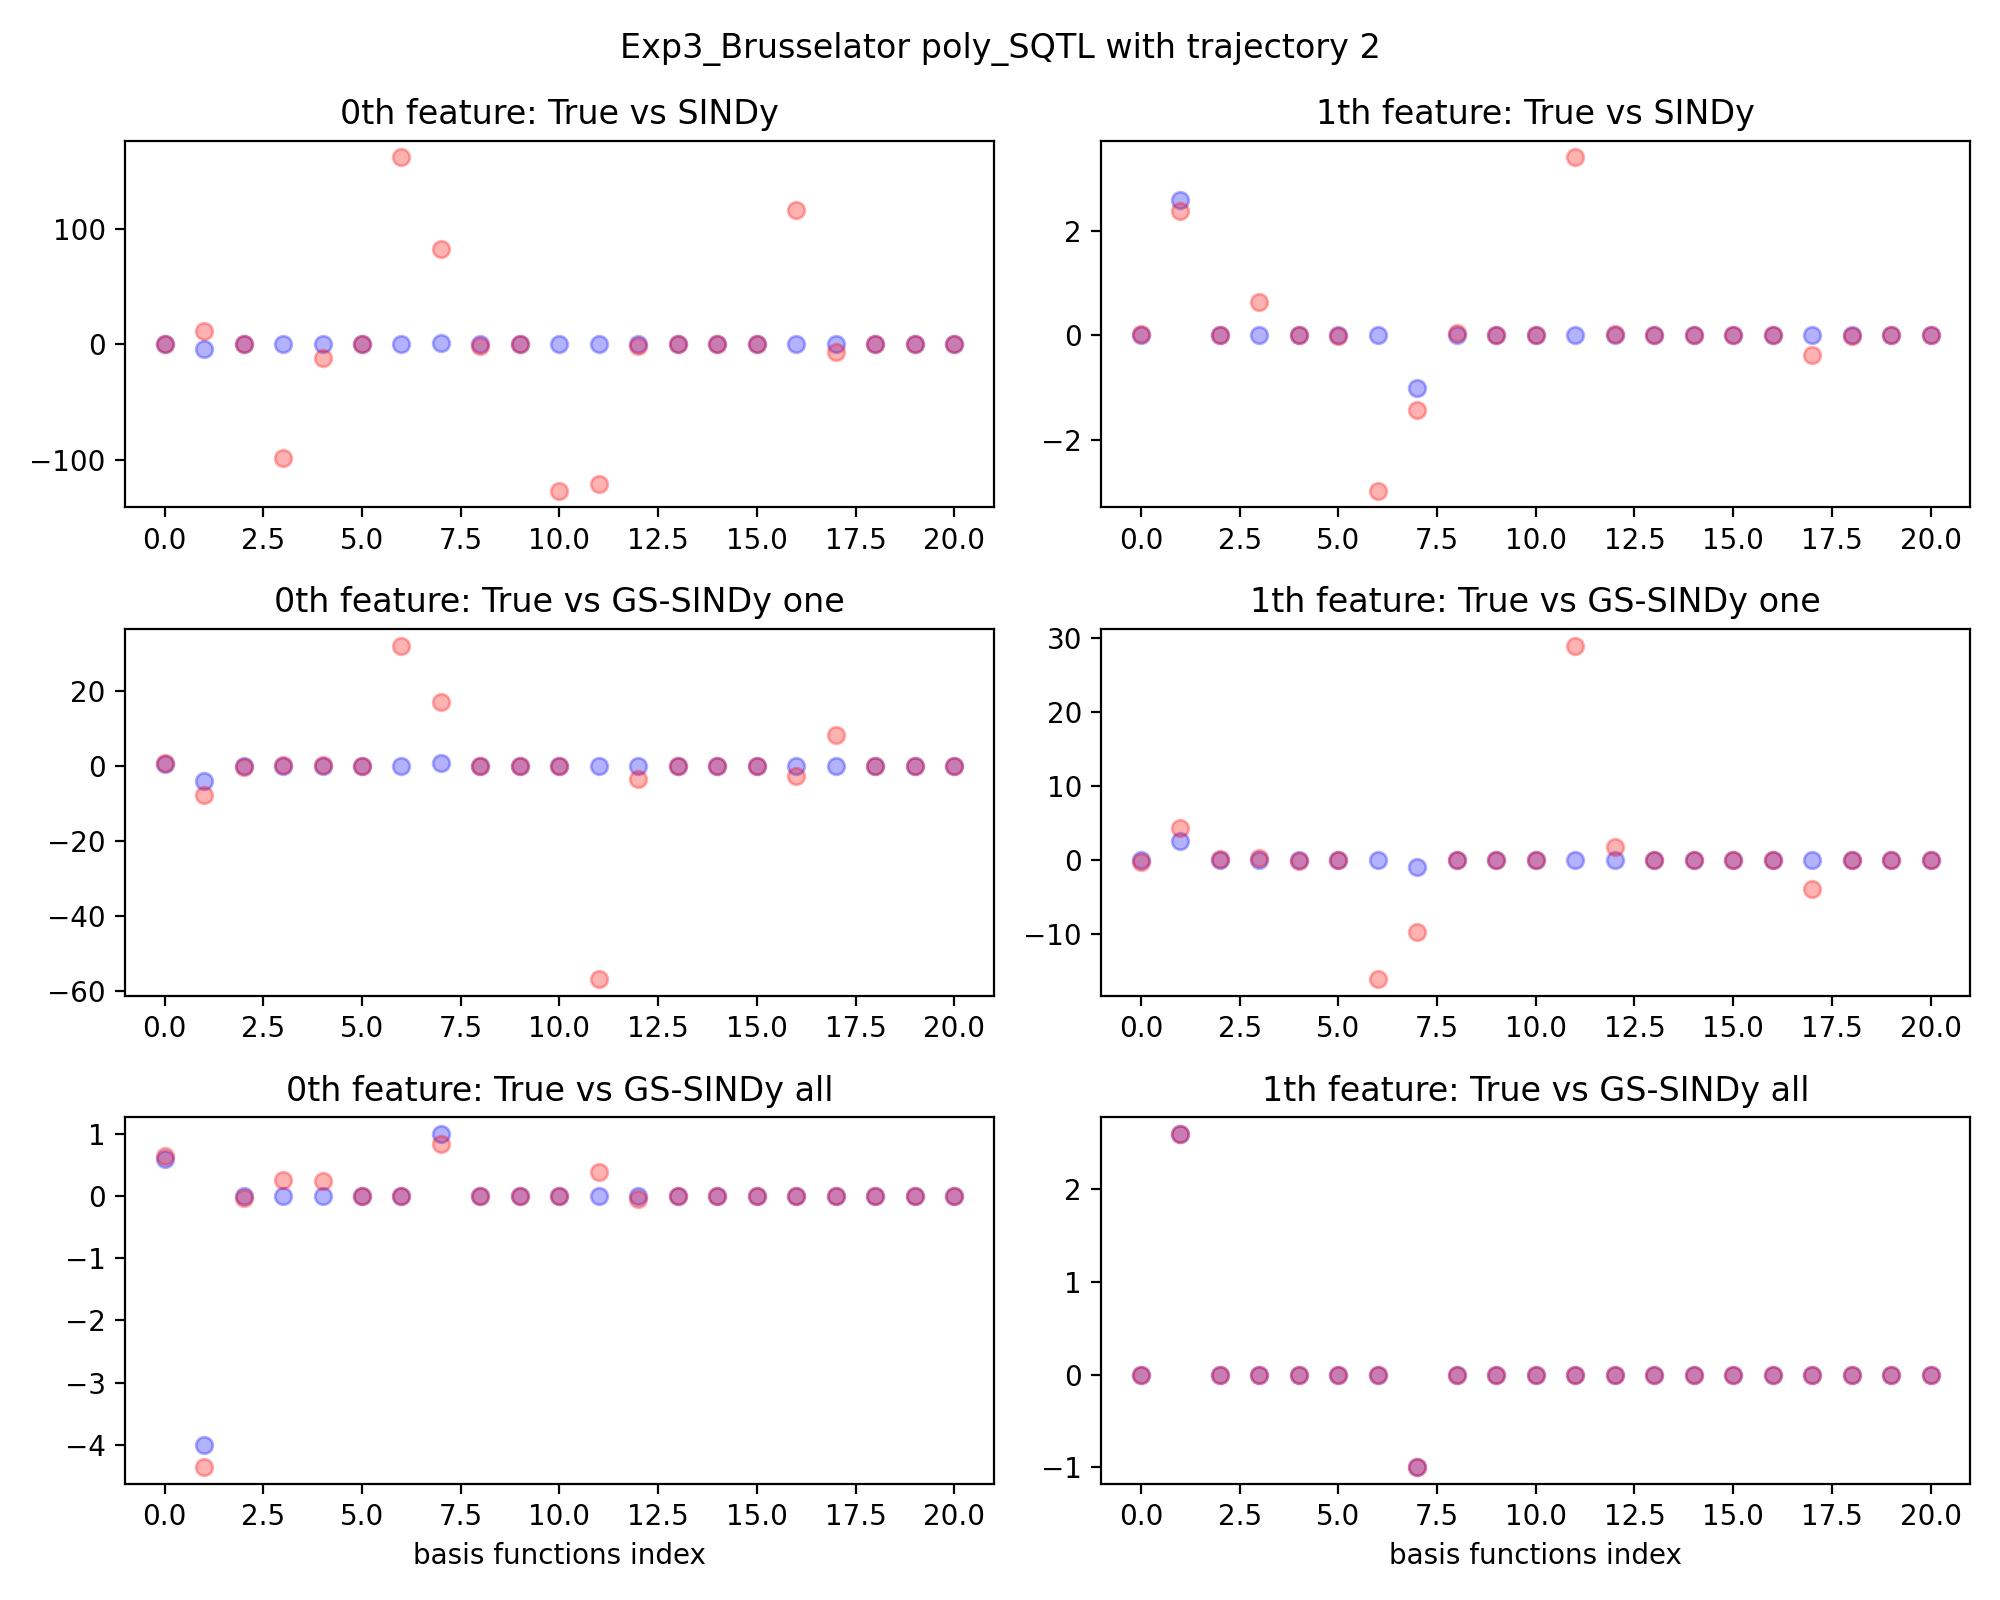 Exp3_Brusselator poly_SQTL with trajectory 2
0th feature: True vs SINDy
100
0
−100
0.0 2.5 5.0 7.5 10.0 12.5 15.0 17.5 20.0
1th feature: True vs SINDy
2
0
−2
0.0 2.5 5.0 7.5 10.0 12.5 15.0 17.5 20.0
0th feature: True vs GS-SINDy one
20
0
−20
−40
−60
0.0 2.5 5.0 7.5 10.0 12.5 15.0 17.5 20.0
1th feature: True vs GS-SINDy one
30
20
10
0
−10
0.0 2.5 5.0 7.5 10.0 12.5 15.0 17.5 20.0
0th feature: True vs GS-SINDy all
1
0
−1
−2
−3
−4
0.0 2.5 5.0 7.5 10.0 12.5 15.0 17.5 20.0
basis functions index
1th feature: True vs GS-SINDy all
2
1
0
−1
0.0 2.5 5.0 7.5 10.0 12.5 15.0 17.5 20.0
basis functions index